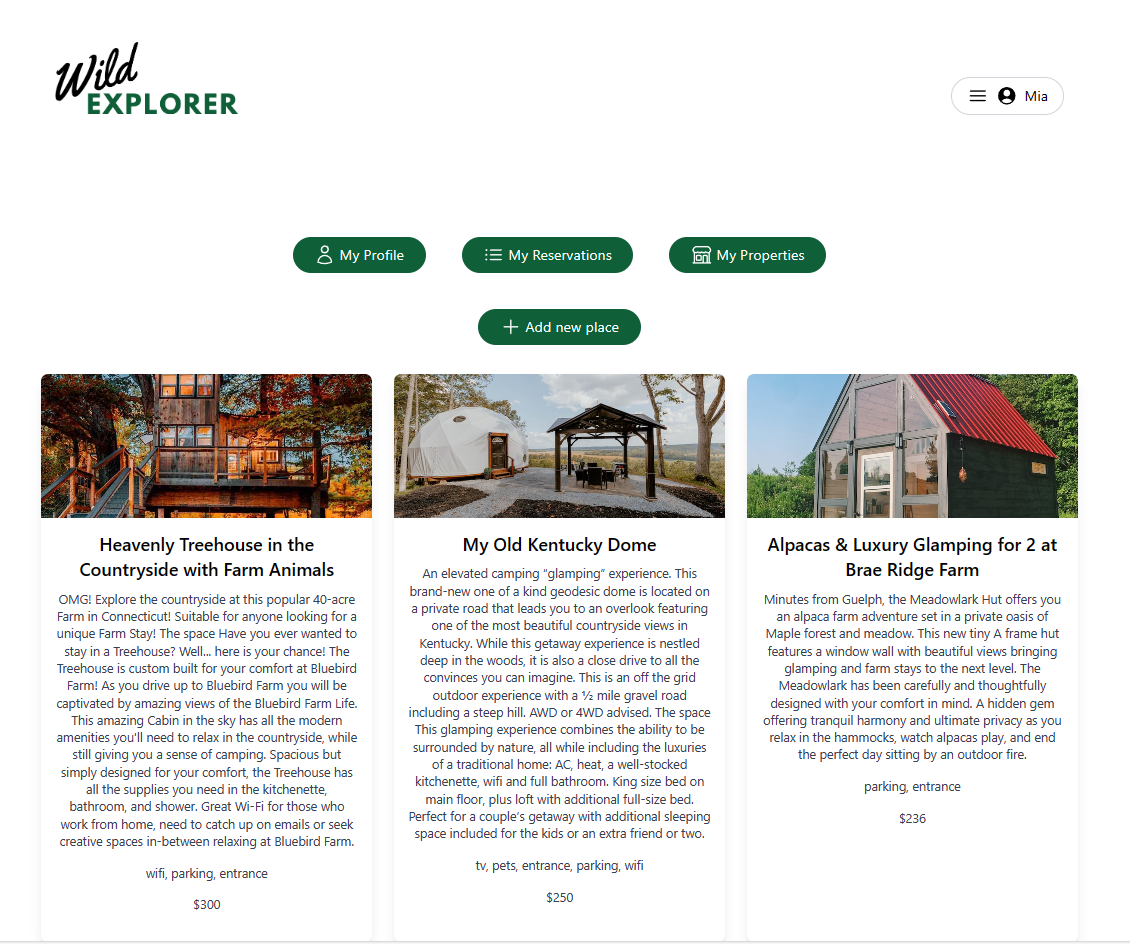 Wild
EXPLORER
Mia
My Profile
My Reservations
My Properties
Add new place
Heavenly Treehouse in the
Countryside with Farm Animals
OMG! Explore the countryside at this popular 40-acre
Farm in Connecticut! Suitable for anyone looking for a
unique Farm Stay! The space Have you ever wanted to
stay in a Treehouse? Well... here is your chance! The
Treehouse is custom built for your comfort at Bluebird
Farm! As you drive up to Bluebird Farm you will be
captivated by amazing views of the Bluebird Farm Life.
This amazing Cabin in the sky has all the modern
amenities you'll need to relax in the countryside, while
still giving you a sense of camping. Spacious but
simply designed for your comfort, the Treehouse has
all the supplies you need in the kitchenette,
bathroom, and shower. Great Wi-Fi for those who
work from home, need to catch up on emails or seek
creative spaces in-between relaxing at Bluebird Farm.
wifi, parking, entrance
$300
My Old Kentucky Dome
An elevated camping “glamping” experience. This
brand-new one of a kind geodesic dome is located on
a private road that leads you to an overlook featuring
one of the most beautiful countryside views in
Kentucky. While this getaway experience is nestled
deep in the woods, it is also a close drive to all the
convinces you can imagine. This is an off the grid
outdoor experience with a ½ mile gravel road
including a steep hill. AWD or 4WD advised. The space
This glamping experience combines the ability to be
surrounded by nature, all while including the luxuries
of a traditional home: AC, heat, a well-stocked
kitchenette, wifi and full bathroom. King size bed on
main floor, plus loft with additional full-size bed.
Perfect for a couple’s getaway with additional sleeping
space included for the kids or an extra friend or two.
tv, pets, entrance, parking, wifi
$250
Alpacas & Luxury Glamping for 2 at
Brae Ridge Farm
Minutes from Guelph, the Meadowlark Hut offers you
an alpaca farm adventure set in a private oasis of
Maple forest and meadow. This new tiny A frame hut
features a window wall with beautiful views bringing
glamping and farm stays to the next level. The
Meadowlark has been carefully and thoughtfully
designed with your comfort in mind. A hidden gem
offering tranquil harmony and ultimate privacy as you
relax in the hammocks, watch alpacas play, and end
the perfect day sitting by an outdoor fire.
parking, entrance
$236